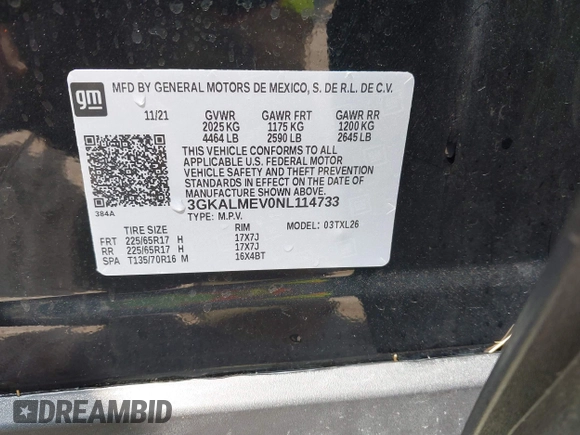 gm
MFD BY GENERAL MOTORS DE MEXICO, S. DE R.L. DE C.V.
11/21 GVWR GAWR FRT GAWR RR
2025 KG 1175 KG 1200 KG
4464 LB 2590 LB 2645 LB
THIS VEHICLE CONFORMS TO ALL
APPLICABLE U.S. FEDERAL MOTOR
VEHICLE SAFETY AND THEFT PREVENTION
STANDARDS IN EFFECT ON THE DATE OF
MANUFACTURE SHOWN ABOVE.
384A 3GKALMEV0NL114733
TYPE: M.P.V. MODEL: 03TXL26
TIRE SIZE RIM
FRT 225/65R17 H 17X7J
RR 225/65R17 H 17X7J
SPA T135/70R16 M 16X4BT
DREAMBID